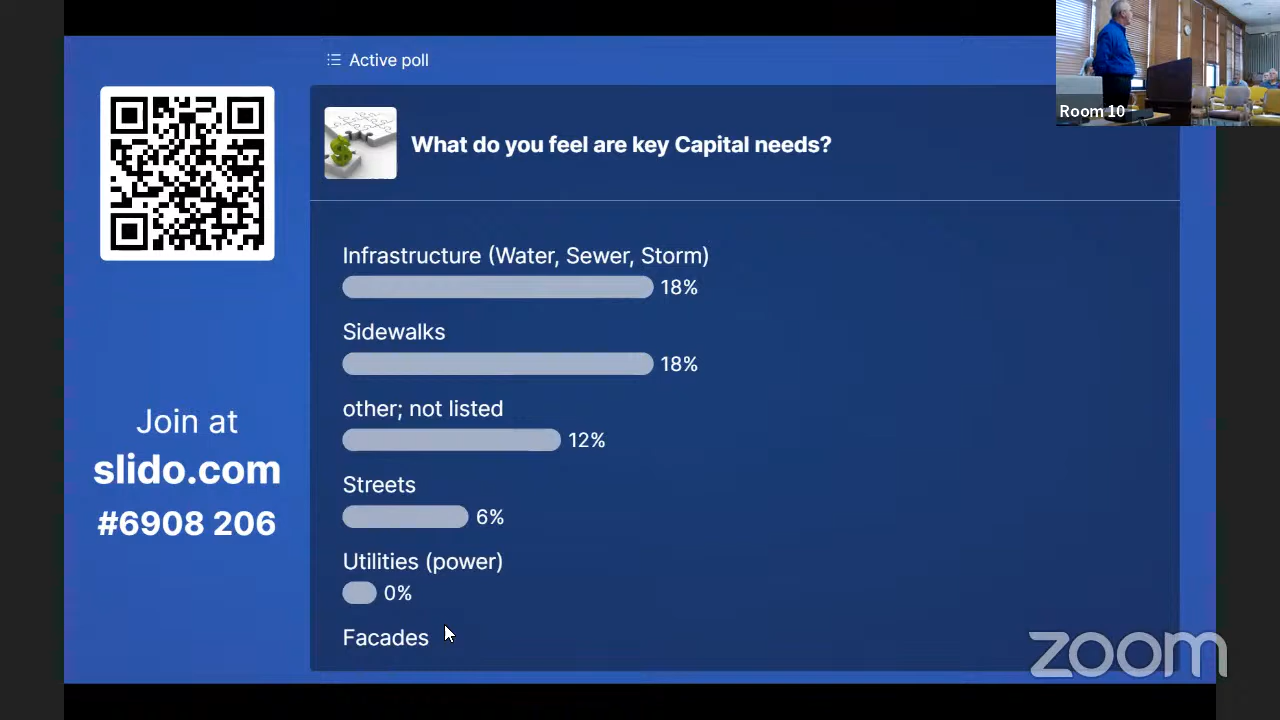 Active poll
Room 10
What do you feel are key Capital needs?
Infrastructure (Water, Sewer, Storm)
18%
Sidewalks
18%
other; not listed
12%
Join at
slido.com
#6908 206
Streets
6%
Utilities (power)
0%
Facades
zoom